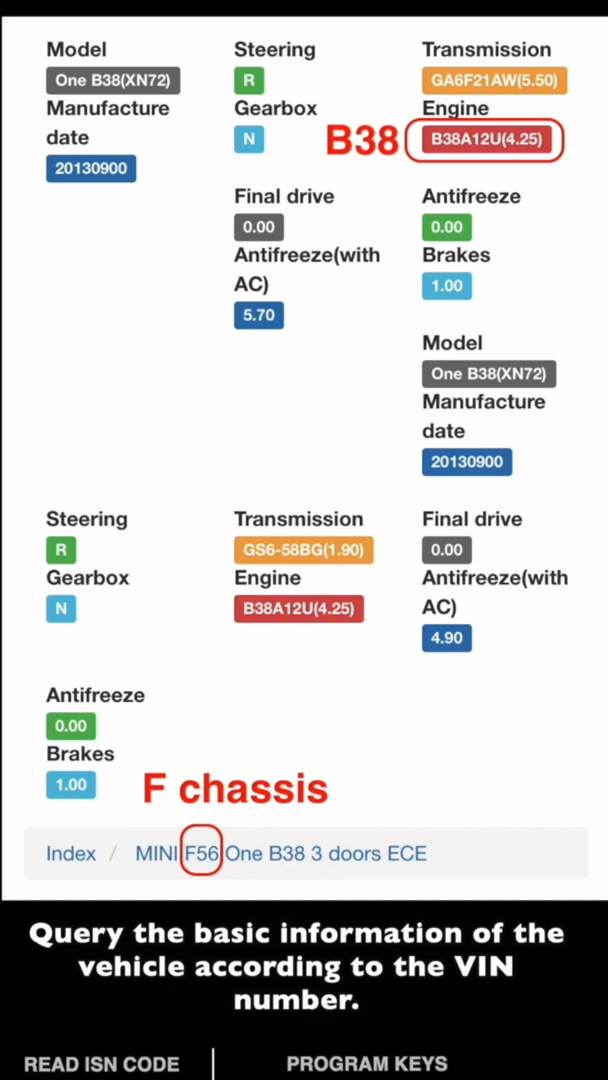 Model
One B38(XN72)
Manufacture
date
20130900
Steering
R
Gearbox
N
Transmission
GA6F21AW(5.50)
Engine
B38
B38A12U(4.25)
Final drive
0.00
Antifreeze(with
AC)
5.70
Antifreeze
0.00
Brakes
1.00
Model
One B38(XN72)
Manufacture
date
20130900
Steering
R
Gearbox
N
Transmission
GS6-58BG(1.90)
Engine
B38A12U(4.25)
Final drive
0.00
Antifreeze(with
AC)
4.90
Antifreeze
0.00
Brakes
1.00
F chassis
Index / MINI F56 One B38 3 doors ECE
Query the basic information of the
vehicle according to the VIN
number.
READ ISN CODE | PROGRAM KEYS